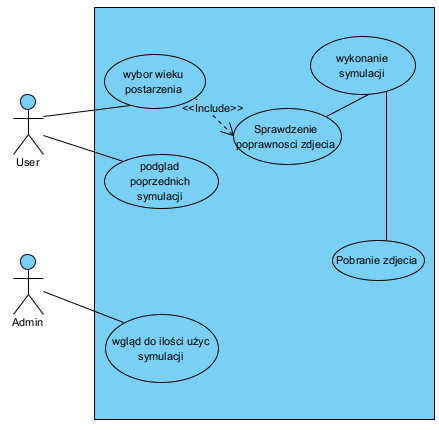 wykonanie
symulacji
wybor wieku
postarzenia
<<Include>>
Sprawdzenie
poprawnosci zdjecia
User
podglad
poprzednich
symulacji
Pobranie zdjecia
Admin
wgląd do ilości użyc
symulacji